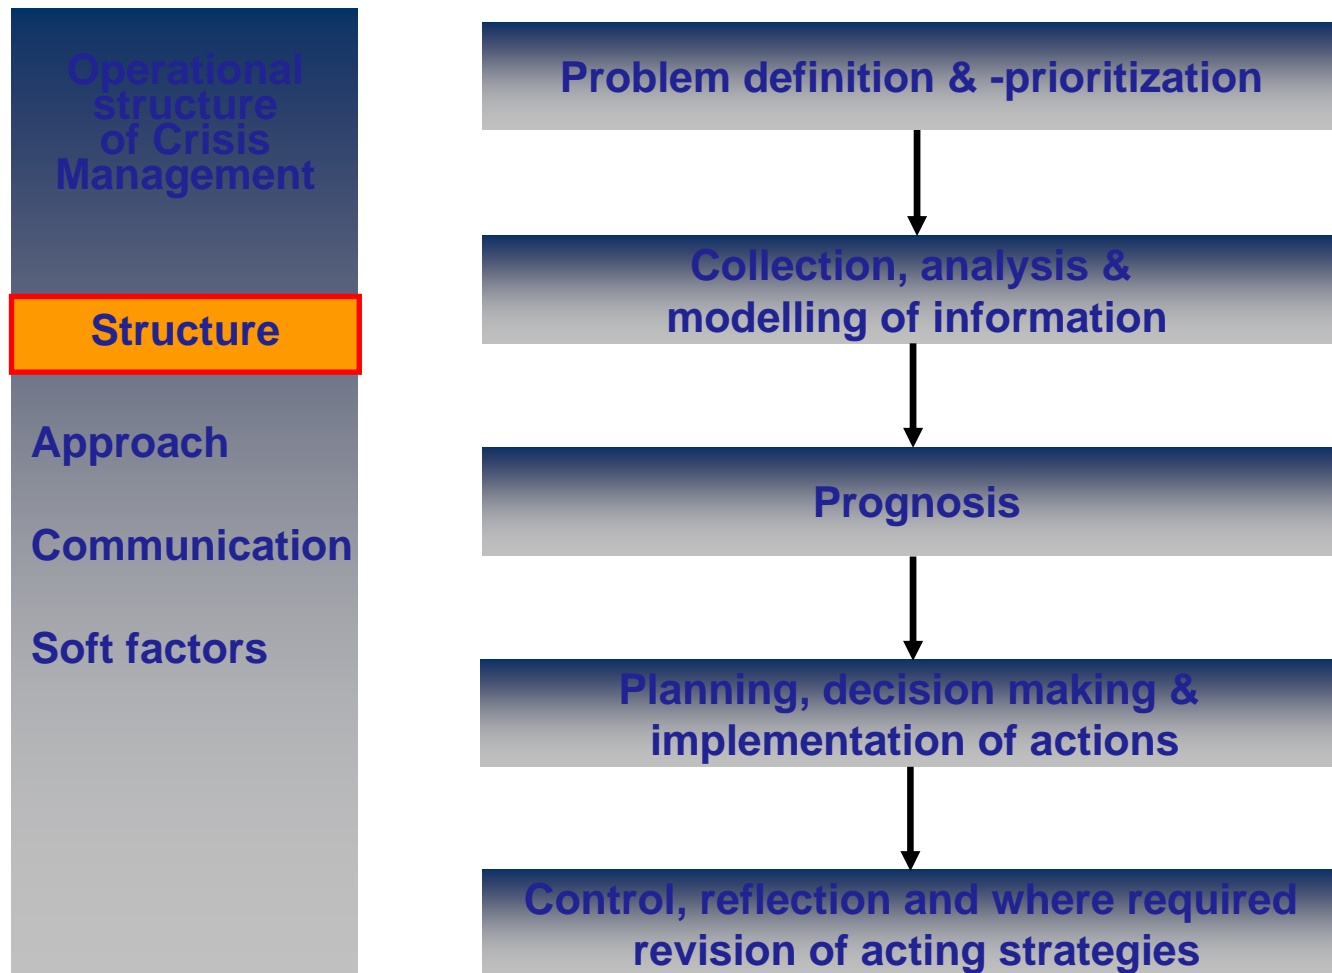 Operational
structure
of Crisis
Management
Structure
Approach
Communication
Soft factors
Problem definition & -prioritization
Collection, analysis &
modelling of information
Prognosis
Planning, decision making &
implementation of actions
Control, reflection and where required
revision of acting strategies